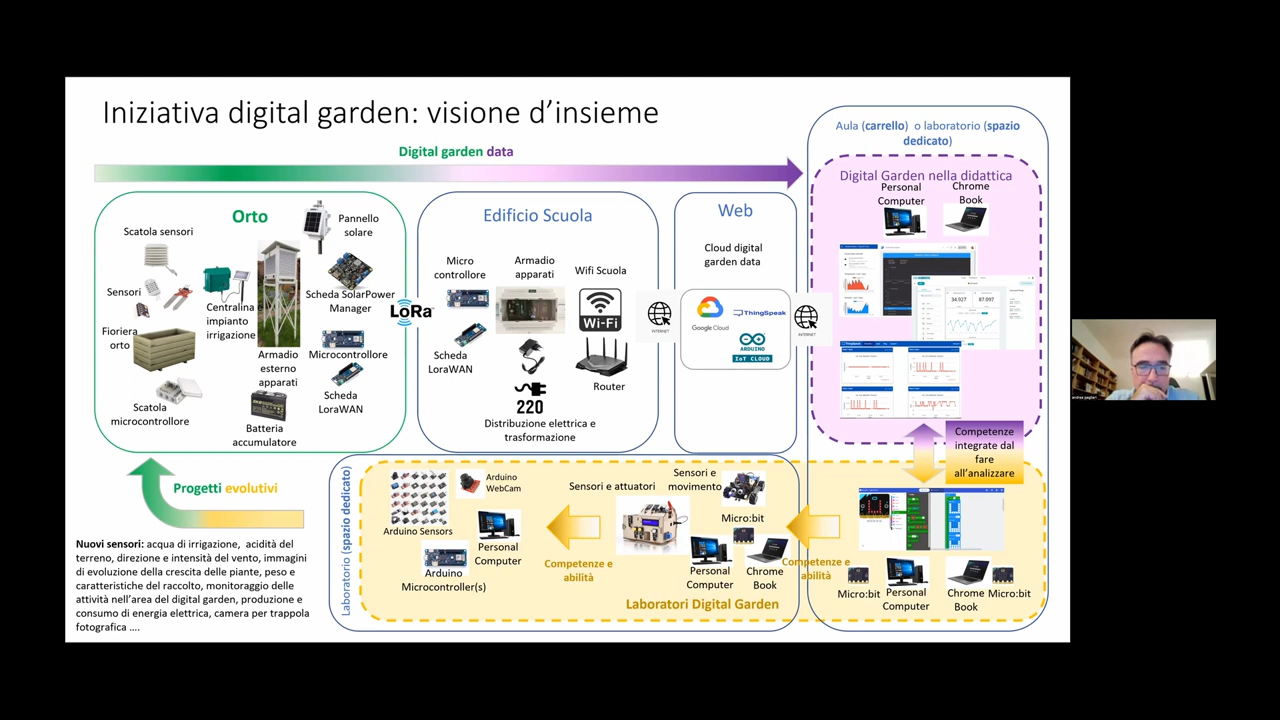 Iniziativa digital garden: visione d'insieme
Digital garden data
Orto
Scatola sensori
Pannello
solare
Sensori
Centralina
impianto
irrigazione
Scheda SolarPower
Manager
Fioriera
orto
Armadio
esterno
apparati
Microcontrollore
Scheda
LoraWAN
Scatola
microcontrollore
Batteria
accumulatore
LoRa
Edificio Scuola
Micro
controllore
Armadio
apparati
Wifi Scuola
Wi-Fi
Scheda
LoraWAN
Router
220
Distribuzione elettrica e
trasformazione
INTERNET
Web
Cloud digital
garden data
Google Cloud
ThingSpeak
ARDUINO
IoT CLOUD
INTERNET
Aula (carrello) o laboratorio (spazio
dedicato)
Digital Garden nella didattica
Personal
Computer
Chrome
Book
34.927
87.097
Competenze
integrate dal
fare
all'analizzare
Progetti evolutivi
Nuovi sensori: acqua di irrigazione, acidità del
terreno, direzione e intensità del vento, immagini
di evoluzione della crescita delle piante, peso e
caratteristiche del raccolto, monitoraggio delle
attività nell'area del digital garden, produzione e
consumo di energia elettrica, camera per trappola
fotografica ....
Laboratorio (spazio dedicato)
Arduino
WebCam
Arduino Sensors
Personal
Computer
Arduino
Microcontroller(s)
Competenze e
abilità
Sensori e attuatori
Sensori e
movimento
Micro:bit
Personal
Computer
Chrome
Book
Laboratori Digital Garden
Competenze e
abilità
Micro:bit
Personal
Computer
Chrome
Book
Micro:bit
andrea pagliari